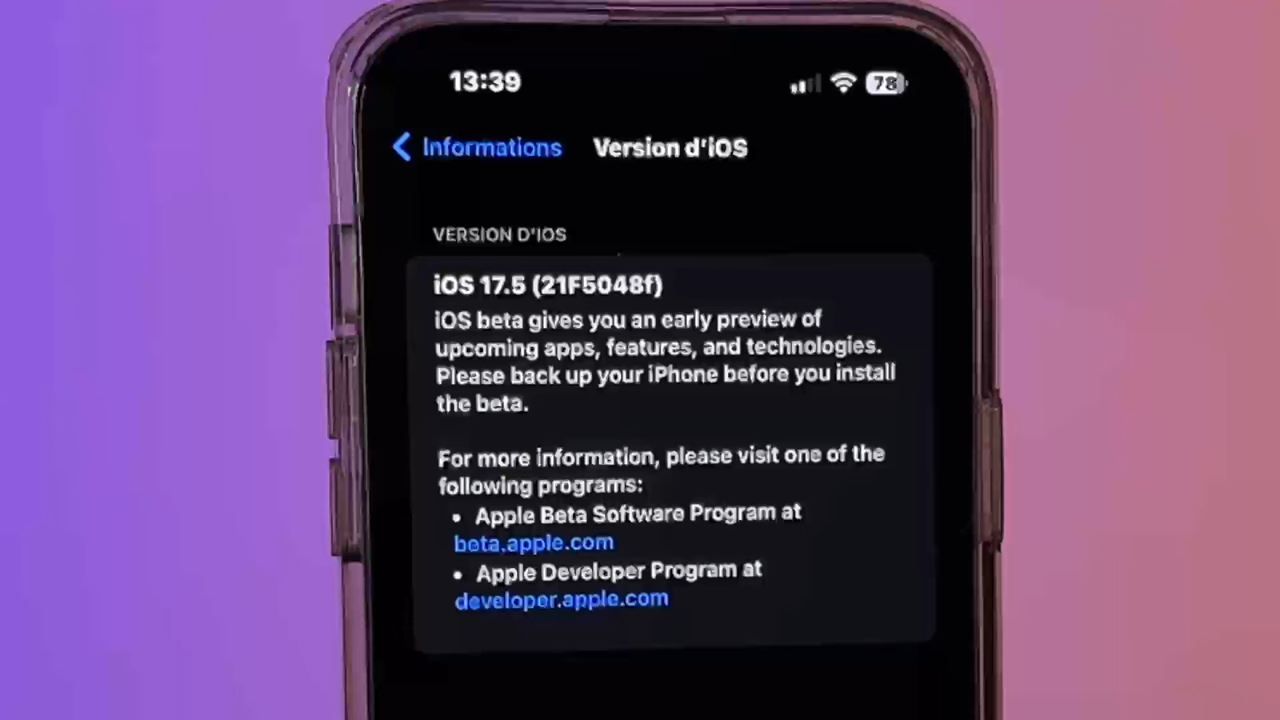 13:39
78
Informations
Version d'iOS
VERSION D'IOS
iOS 17.5 (21F5048f)
iOS beta gives you an early preview of
upcoming apps, features, and technologies.
Please back up your iPhone before you install
the beta.
For more information, please visit one of the
following programs:
• Apple Beta Software Program at
beta.apple.com
• Apple Developer Program at
developer.apple.com